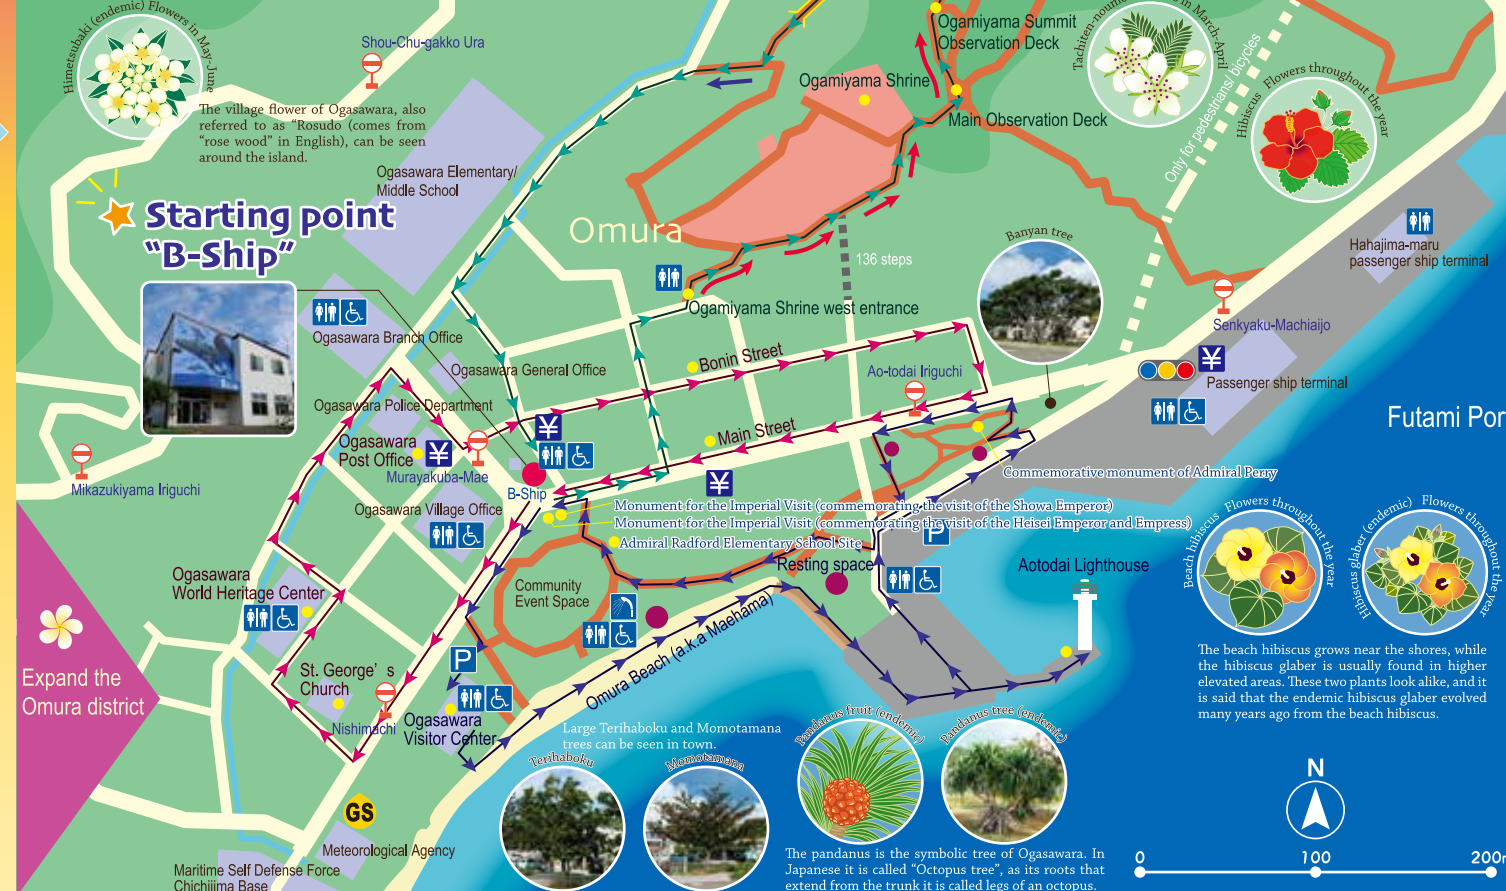 Himetsubaki (endemic) Flowers in May-June
The village flower of Ogasawara, also
referred to as "Rosudo (comes from
"rose wood" in English), can be seen
around the island.
Shou-Chu-gakko Ura
Ogasawara Elementary/
Middle School
Starting point
"B-Ship"
Omura
Ogamiyama Summit
Observation Deck
Ogamiyama Shrine
Main Observation Deck
in March-April
Only for pedestrians/ bicycles
Hibiscus Flowers throughout the year
136 steps
Banyan tree
Hahajima-maru
passenger ship terminal
Ogamiyama Shrine west entrance
Senkyaku-Machiaijo
Ogasawara Branch Office
Bonin Street
Ogasawara General Office
Ao-todai Iriguchi
¥
Passenger ship terminal
Ogasawara Police Department
Futami Por
Main Street
¥
Ogasawara
Post Office
¥
Murayakuba-Mae
Mikazukiyama Iriguchi
B-Ship
¥
Commemorative monument of Admiral Perry
Ogasawara Village Office
Monument for the Imperial Visit (commemorating the visit of the Showa Emperor)
Monument for the Imperial Visit (commemorating the visit of the Heisei Emperor and Empress)
P
Admiral Radford Elementary School Site
Resting space
Aotodai Lighthouse
Beach hibiscus Flowers throughout the year
Hibiscus glaber (endemic) Flowers throughout the year
Ogasawara
World Heritage Center
Community
Event Space
Omura Beach (a.k.a Maehama)
The beach hibiscus grows near the shores, while
the hibiscus glaber is usually found in higher
elevated areas. These two plants look alike, and it
is said that the endemic hibiscus glaber evolved
many years ago from the beach hibiscus.
Expand the
Omura district
St. George's
Church
P
Nishimachi
Ogasawara
Visitor Center
Large Terihaboku and Momotamana
trees can be seen in town.
Terihaboku
Momotamana
Pandanus fruit (endemic)
Pandanus tree (endemic)
The pandanus is the symbolic tree of Ogasawara. In
Japanese it is called "Octopus tree", as its roots that
extend from the trunk it is called legs of an octopus.
GS
Meteorological Agency
Maritime Self Defense Force
Chichijima Base
N
0 100 200m